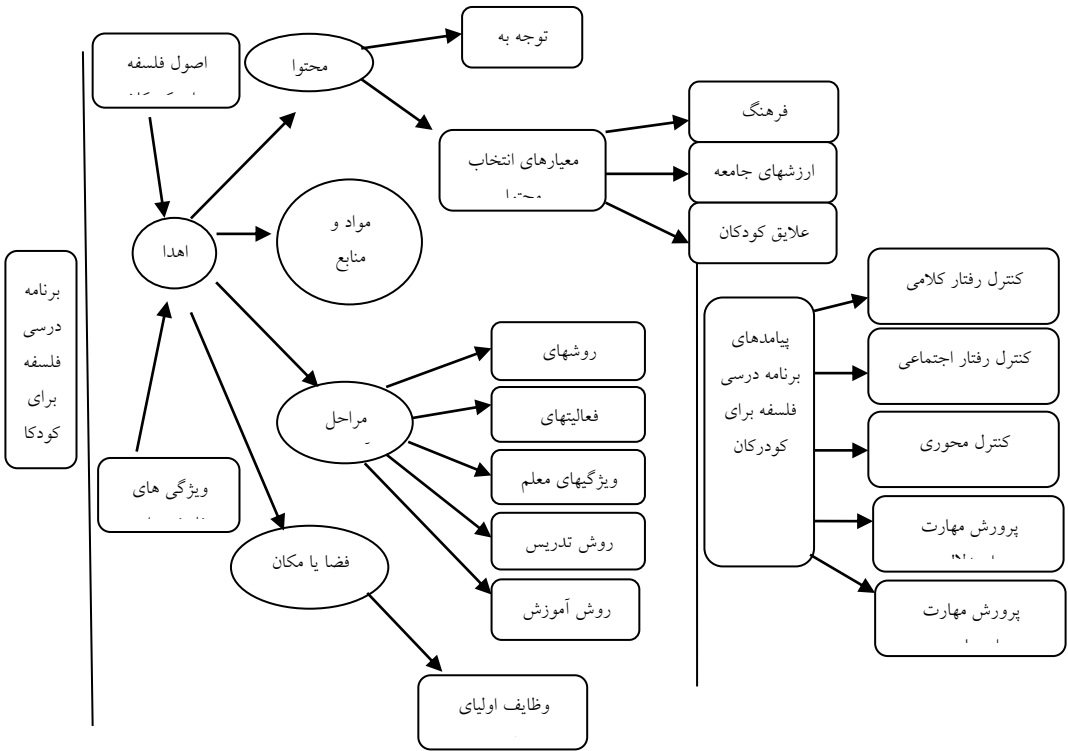 برنامه
درسی
فلسفه
برای
کودکا
اصول فلسفه
اهدا
ویژگی های
محتوا
توجه به
معیارهای انتخاب
محتوا
فرهنگ
ارزشهای جامعه
علایق کودکان
مواد و
منابع
مراحل
روشهای
فعالیتهای
ویژگیهای معلم
روش تدریس
روش آموزش
فضا یا مکان
وظایف اولیای
پیامدهای
برنامه درسی
فلسفه برای
کودرکان
کنترل رفتار کلامی
کنترل رفتار اجتماعی
کنترل محوری
پرورش مهارت
پرورش مهارت